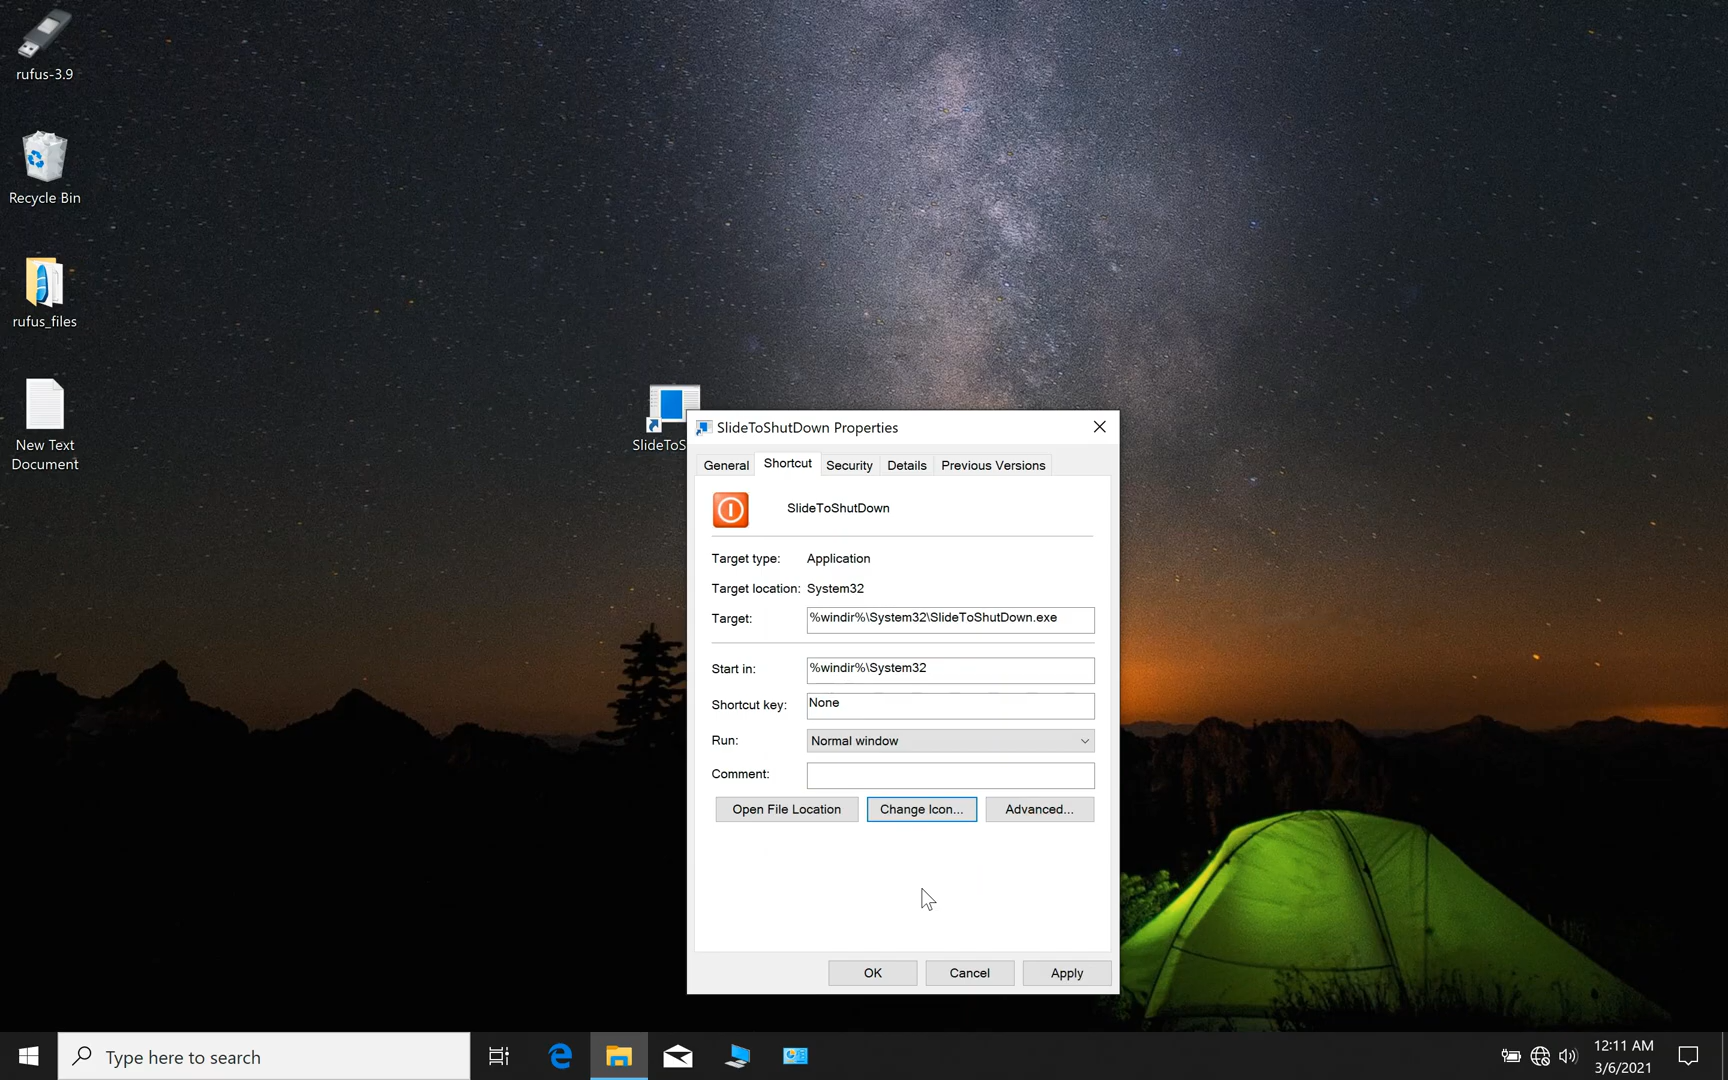 rufus-3.9
Recycle Bin
rufus_files
New Text
Document
SlideToS
SlideToShutDown Properties
General Shortcut Security Details Previous Versions
SlideToShutDown
Target type: Application
Target location: System32
Target: %windir%\System32\SlideToShutDown.exe
Start in: %windir%\System32
Shortcut key: None
Run: Normal window
Comment:
Open File Location Change Icon... Advanced...
OK Cancel Apply
Type here to search
12:11 AM
3/6/2021